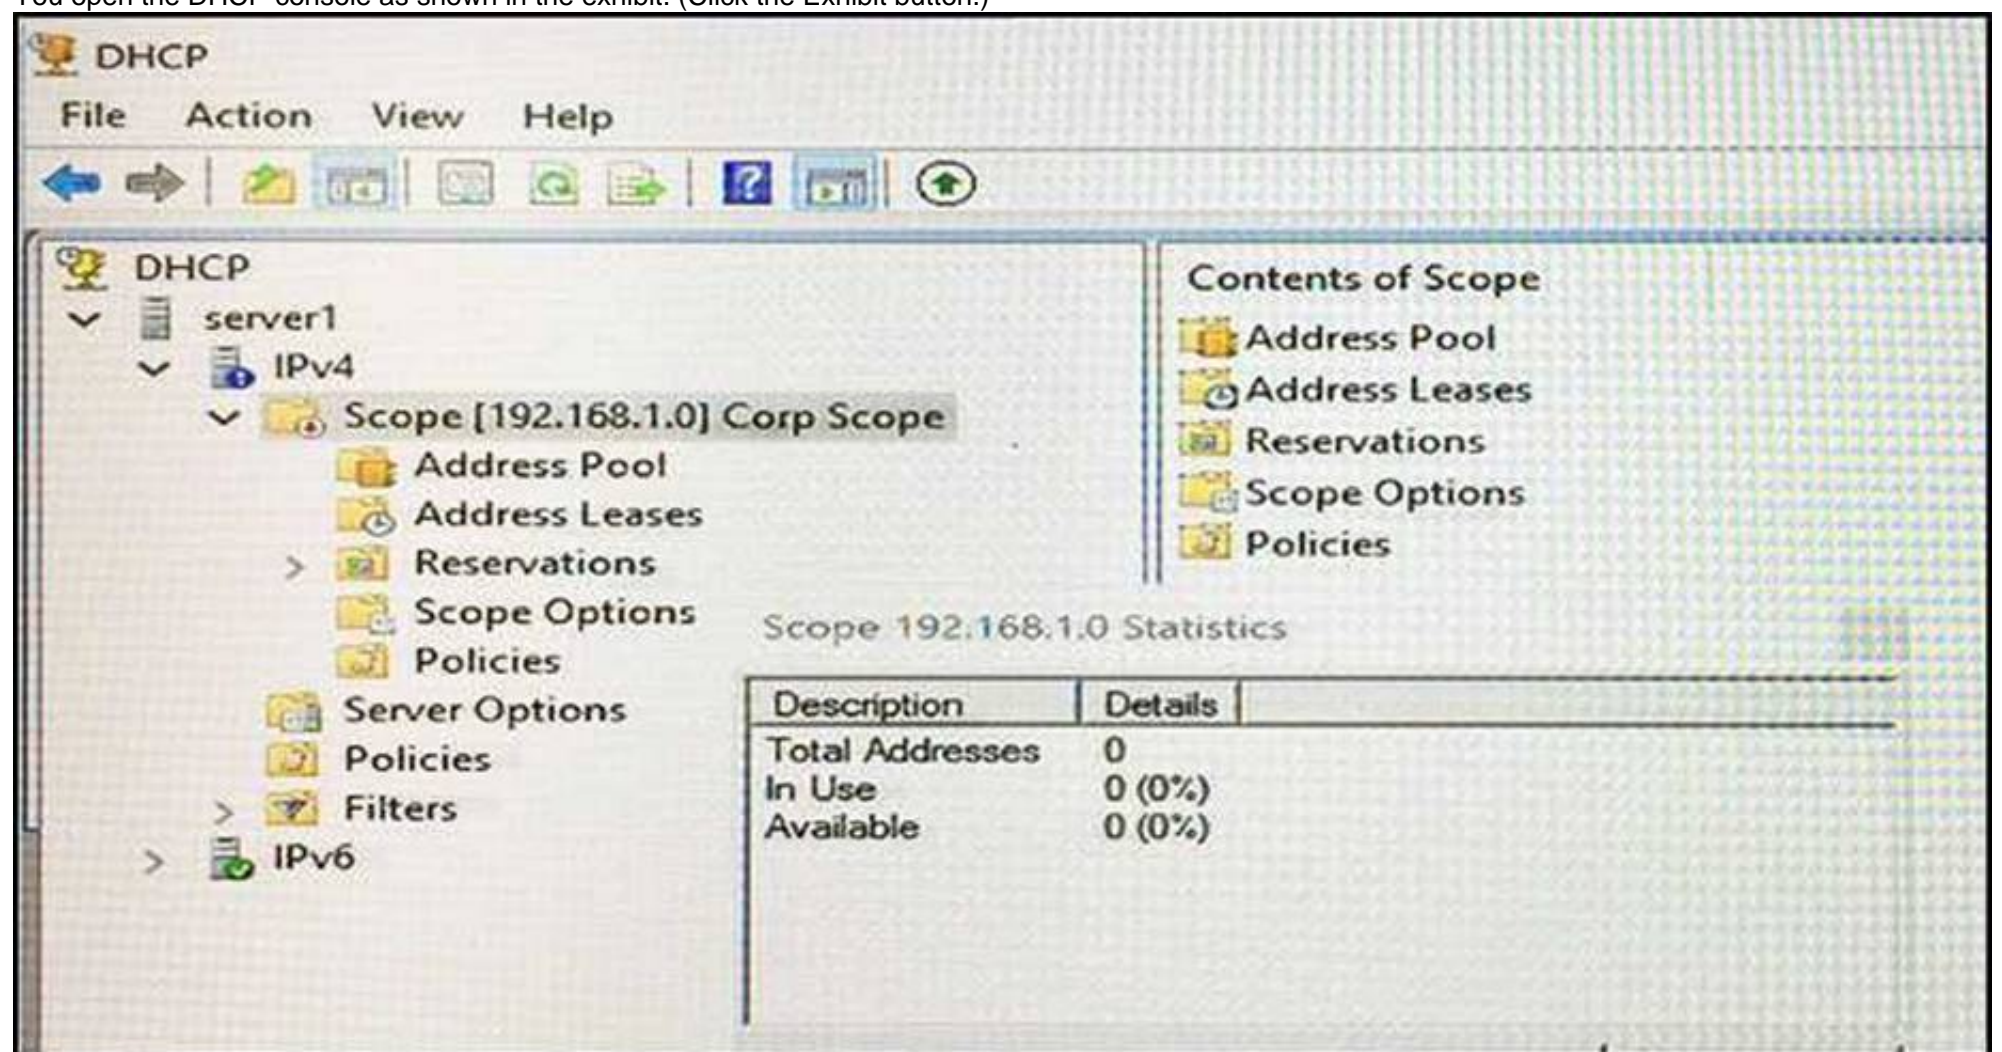 You open the DHCP console as shown in the exhibit. (Click the Exhibit button.)
DHCP
File Action View Help
DHCP
server1
IPv4
Scope [192.168.1.0] Corp Scope
Address Pool
Address Leases
Reservations
Scope Options
Policies
Server Options
Policies
Filters
IPv6
Contents of Scope
Address Pool
Address Leases
Reservations
Scope Options
Policies
Scope 192.168.1.0 Statistics
Description Details
Total Addresses 0
In Use 0 (0%)
Available 0 (0%)